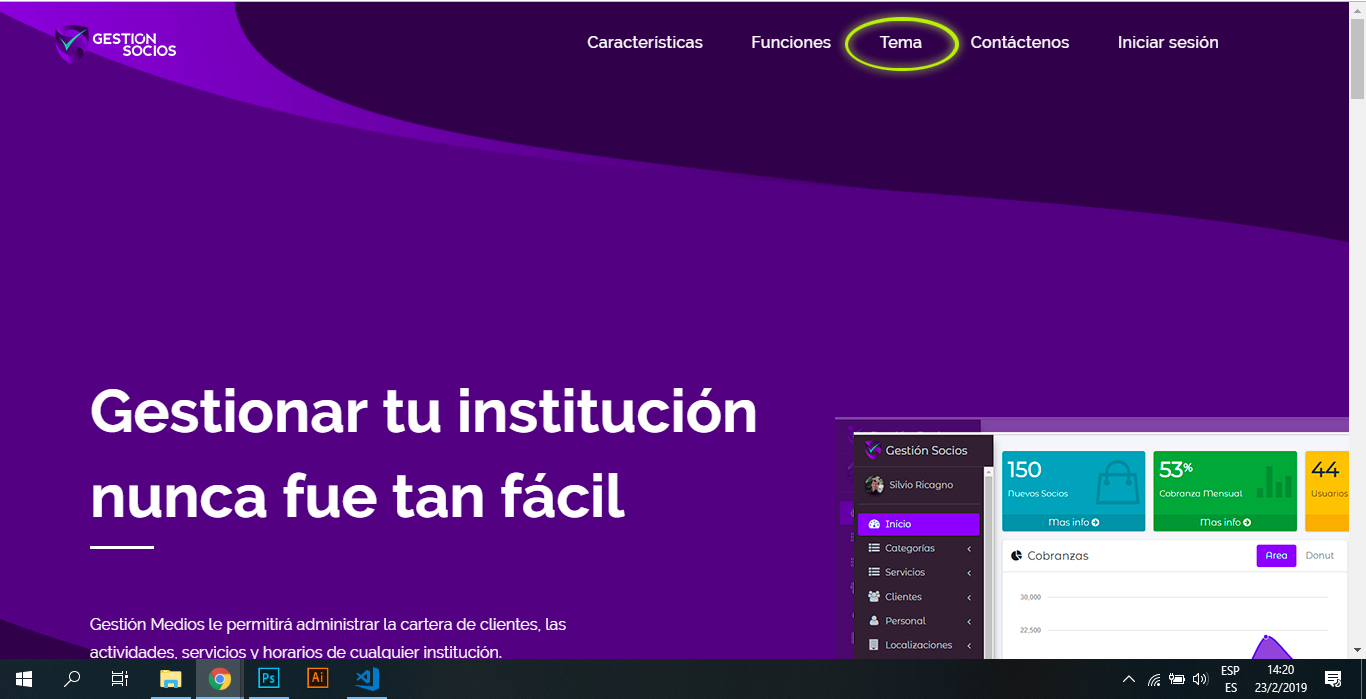 GESTION
SOCIOS
Características Funciones Tema Contáctenos Iniciar sesión
Gestionar tu institución
nunca fue tan fácil
Gestión Medios le permitirá administrar la cartera de clientes, las
actividades, servicios y horarios de cualquier institución.
Gestión Socios
Silvio Ricagno
Inicio
Categorías
Servicios
Clientes
Personal
Localizaciones
150
Nuevos Socios
Mas info
53%
Cobranza Mensual
Mas info
44
Usuarios
Cobranzas
Area Donut
30,000
22,500
Ps Ai
ESP
ES
14:20
23/2/2019